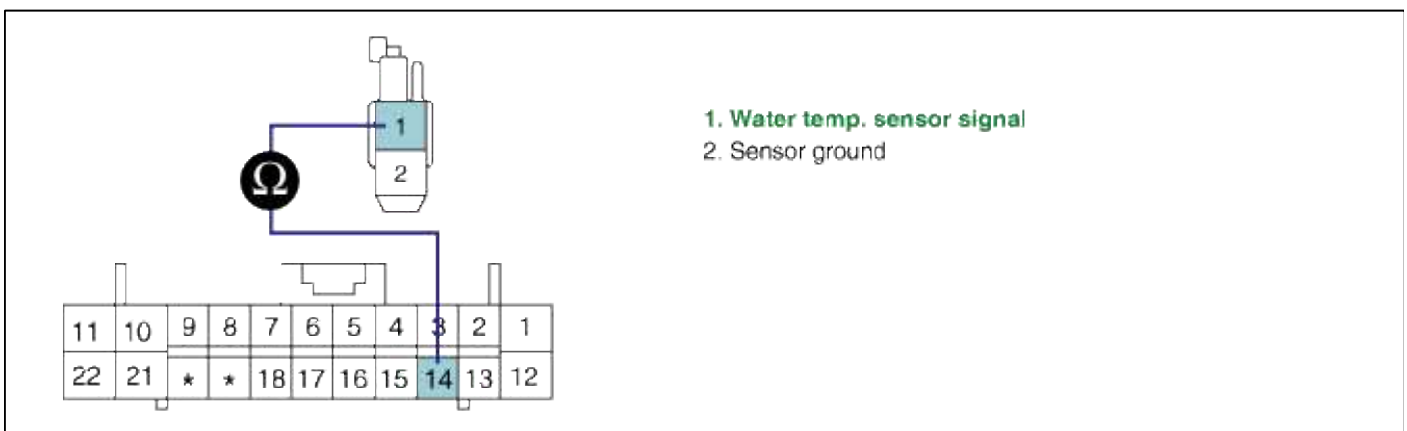 1
2
Ω
1. Water temp. sensor signal
2. Sensor ground
11 10 9 8 7 6 5 4 3 2 1
22 21 * * 18 17 16 15 14 13 12